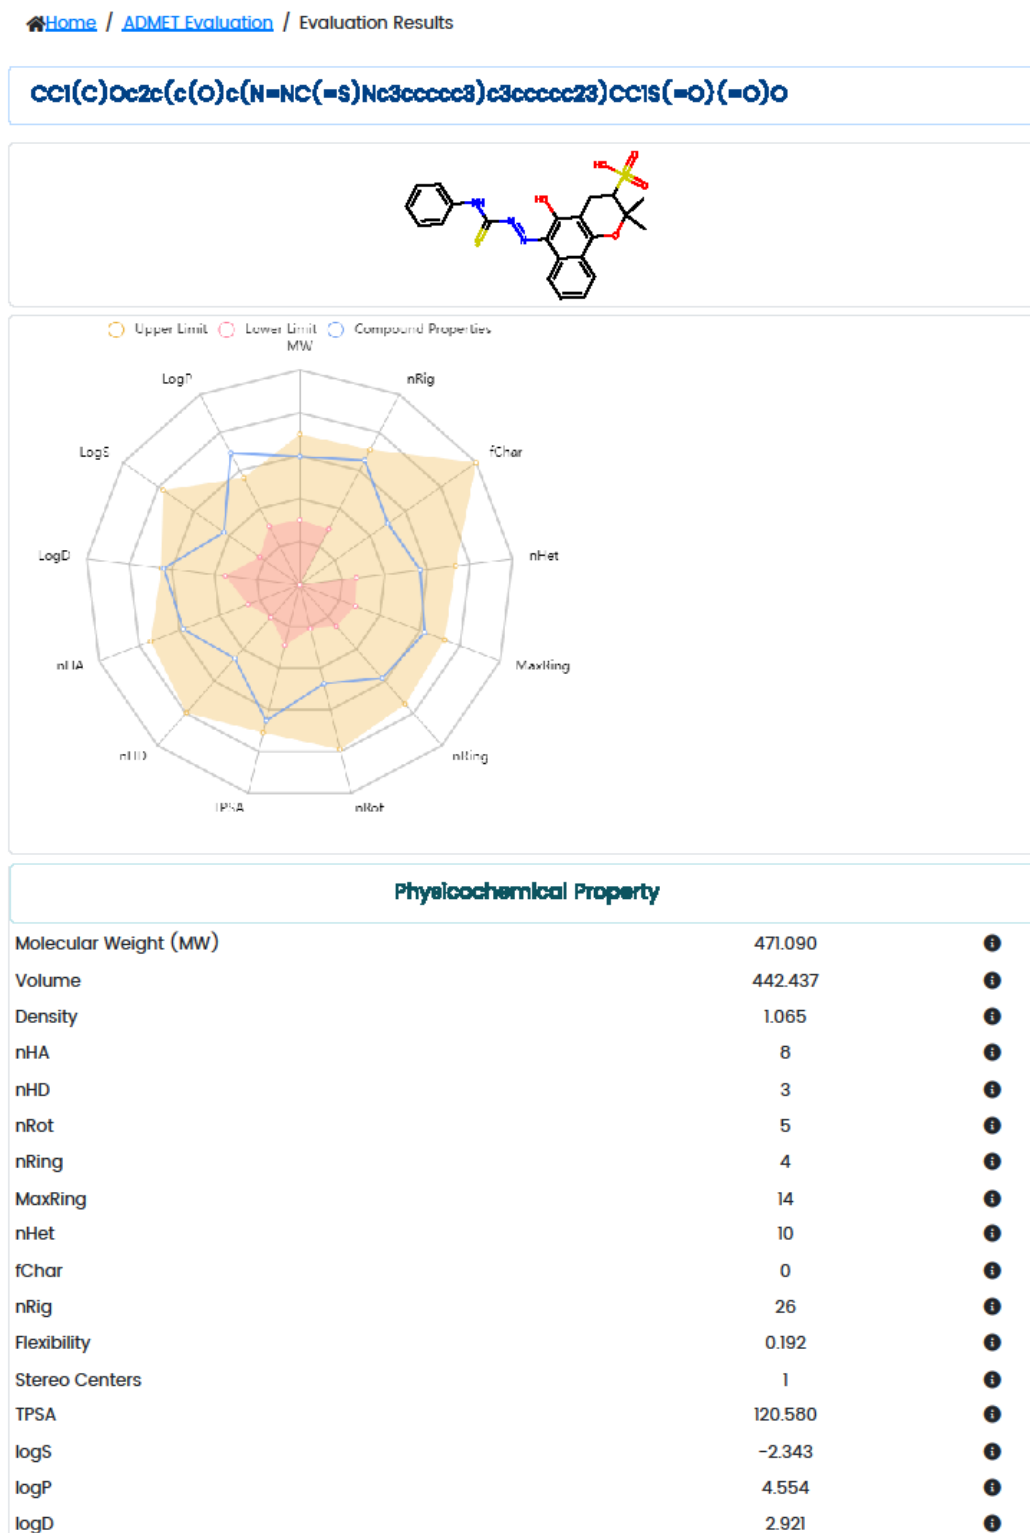 Home / ADMET Evaluation / Evaluation Results
CC1(C)Oc2c(c(O)c(N=NC(=S)Nc3ccccc3)c3ccccc23)CC1S(=O)(=O)O
HO
O
O
NH
N
HO
S
N
O
Upper Limit Lower Limit Compound Properties
MW
LogP
nRig
LogS
fChar
LogD
nHet
nHA
MaxRing
nHD
nRing
TPSA
nRot
Physicochemical Property
Molecular Weight (MW) 471.090
Volume 442.437
Density 1.065
nHA 8
nHD 3
nRot 5
nRing 4
MaxRing 14
nHet 10
fChar 0
nRig 26
Flexibility 0.192
Stereo Centers 1
TPSA 120.580
logS -2.343
logP 4.554
logD 2.921